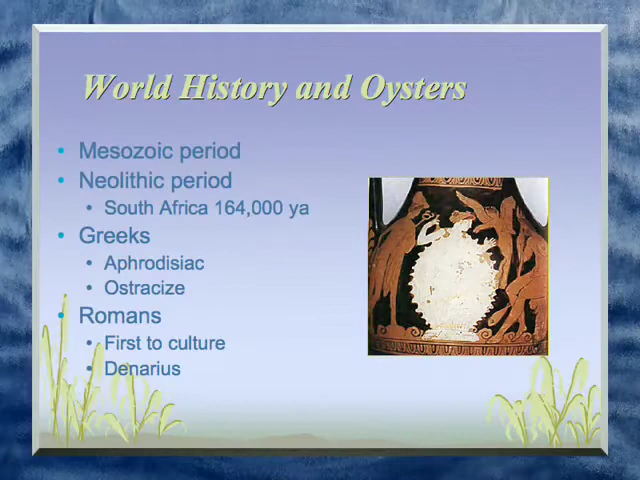 World History and Oysters
• Mesozoic period
• Neolithic period
• South Africa 164,000 ya
• Greeks
• Aphrodisiac
• Ostracize
• Romans
• First to culture
• Denarius